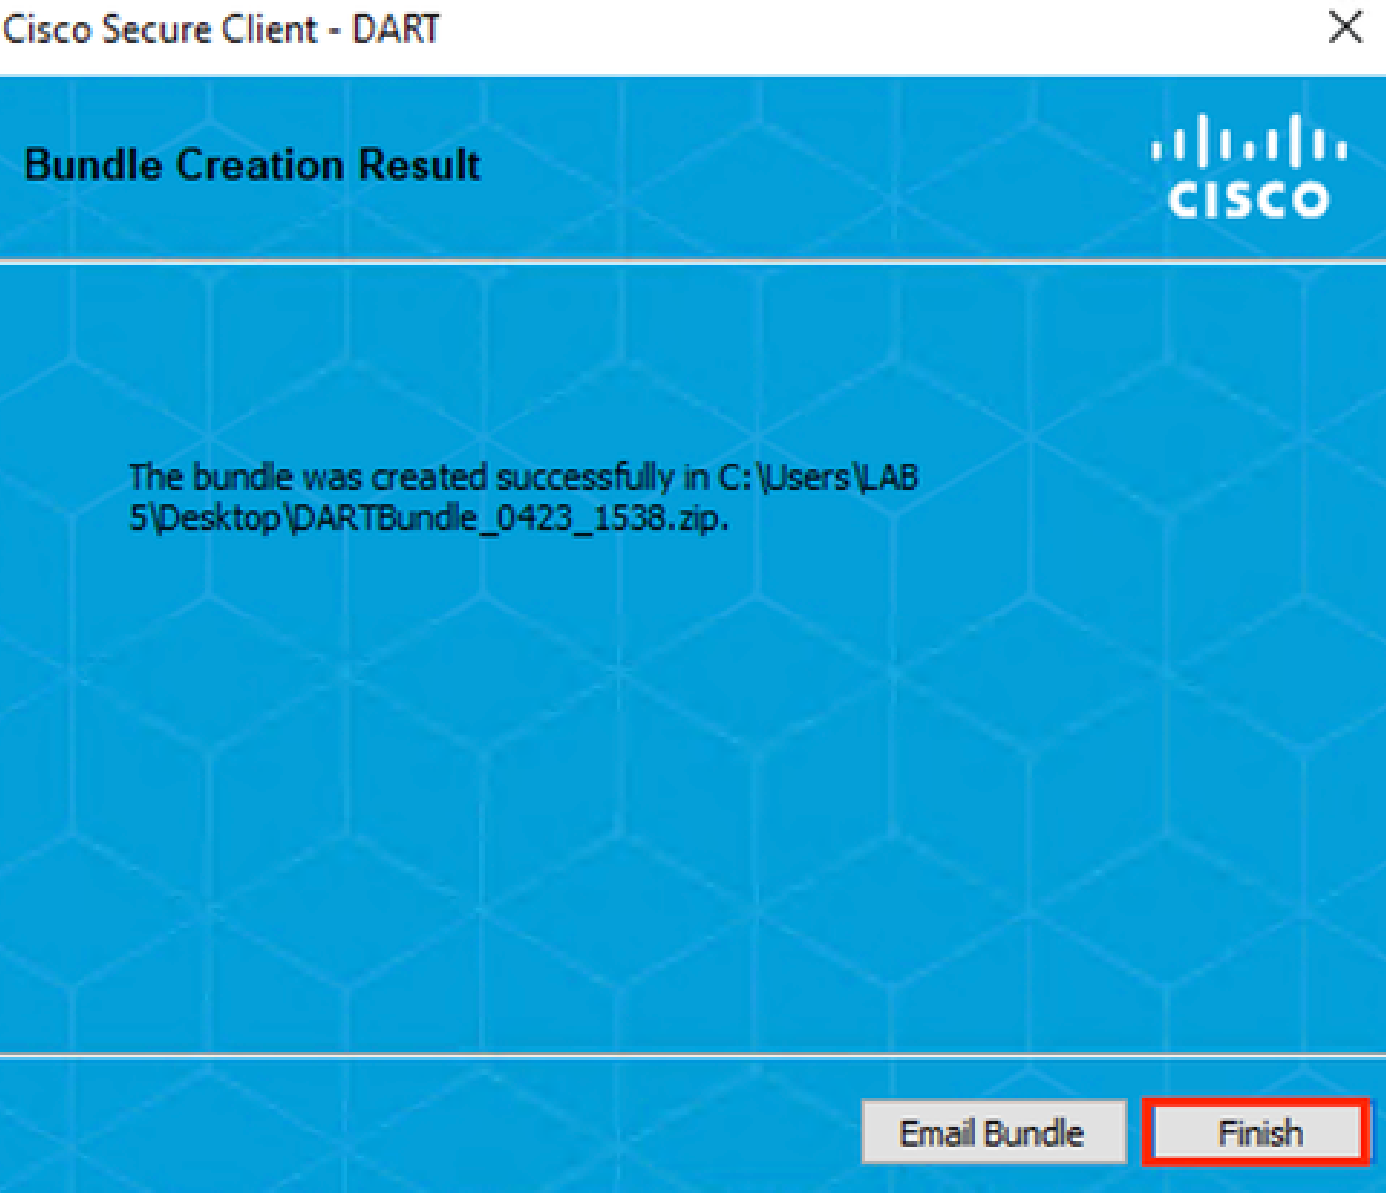 Cisco Secure Client - DART
Bundle Creation Result
CISCO
The bundle was created successfully in C:\Users\LAB
5\Desktop\DARTBundle_0423_1538.zip.
Email Bundle
Finish